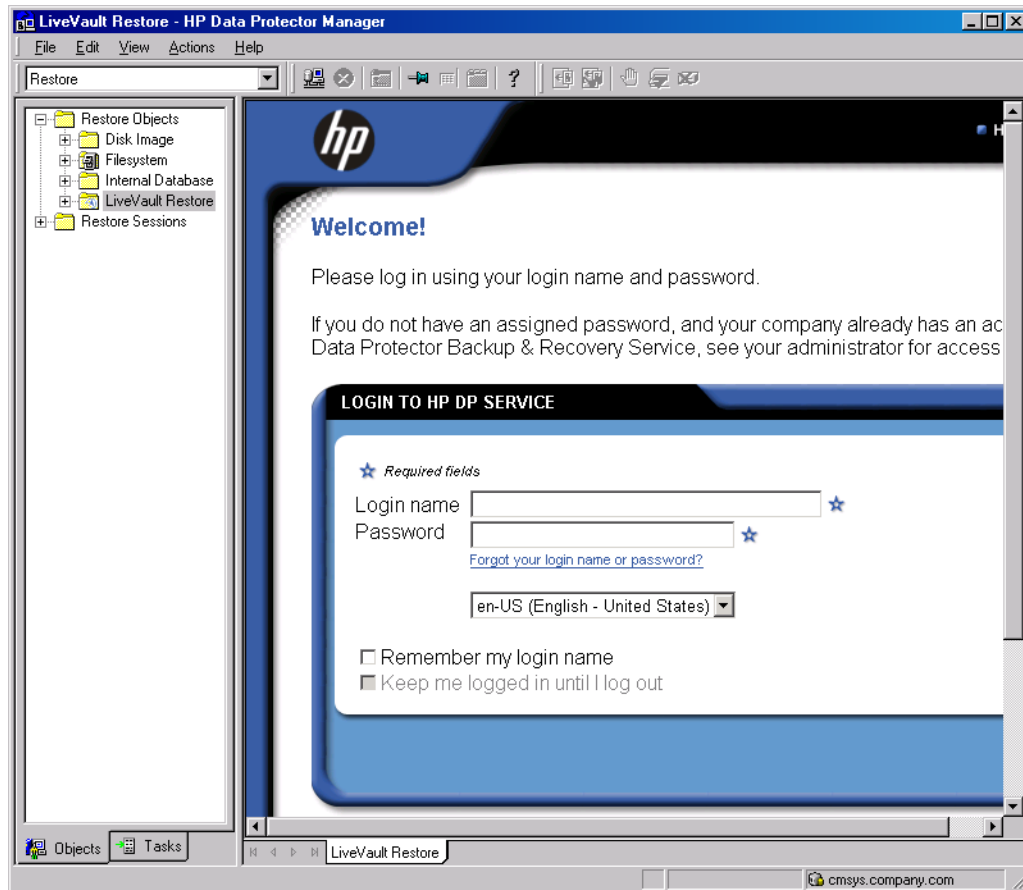 LiveVault Restore - HP Data Protector Manager
File Edit View Actions Help
Restore
Restore Objects
Disk Image
Filesystem
Internal Database
LiveVault Restore
Restore Sessions
hp
H
Welcome!
Please log in using your login name and password.
If you do not have an assigned password, and your company already has an ac
Data Protector Backup & Recovery Service, see your administrator for access
LOGIN TO HP DP SERVICE
Required fields
Login name
Password
Forgot your login name or password?
en-US (English - United States)
Remember my login name
Keep me logged in until I log out
Objects Tasks
LiveVault Restore
cmsys.company.com